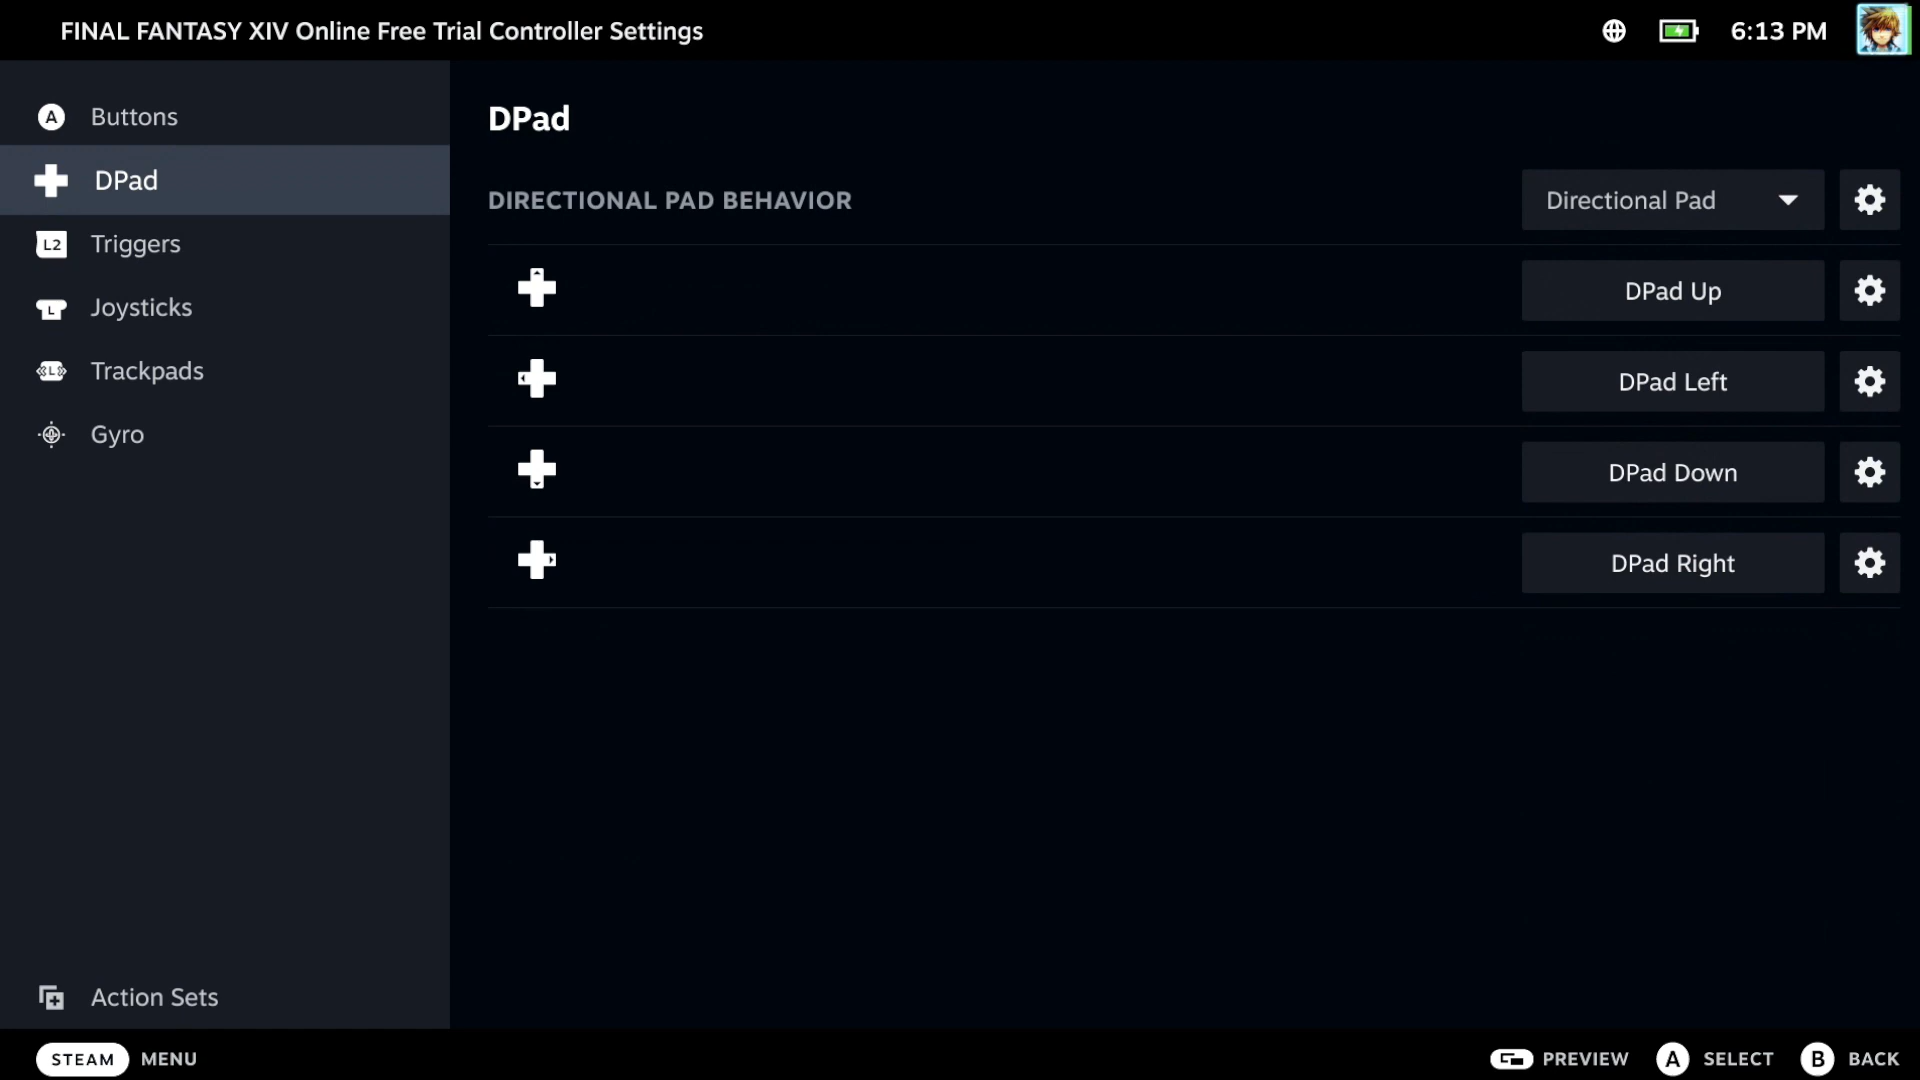 FINAL FANTASY XIV Online Free Trial Controller Settings
6:13 PM
A Buttons
DPad
L2 Triggers
L Joysticks
L Trackpads
Gyro
Action Sets
DPad
DIRECTIONAL PAD BEHAVIOR
Directional Pad
DPad Up
DPad Left
DPad Down
DPad Right
STEAM MENU
PREVIEW
A SELECT
B BACK